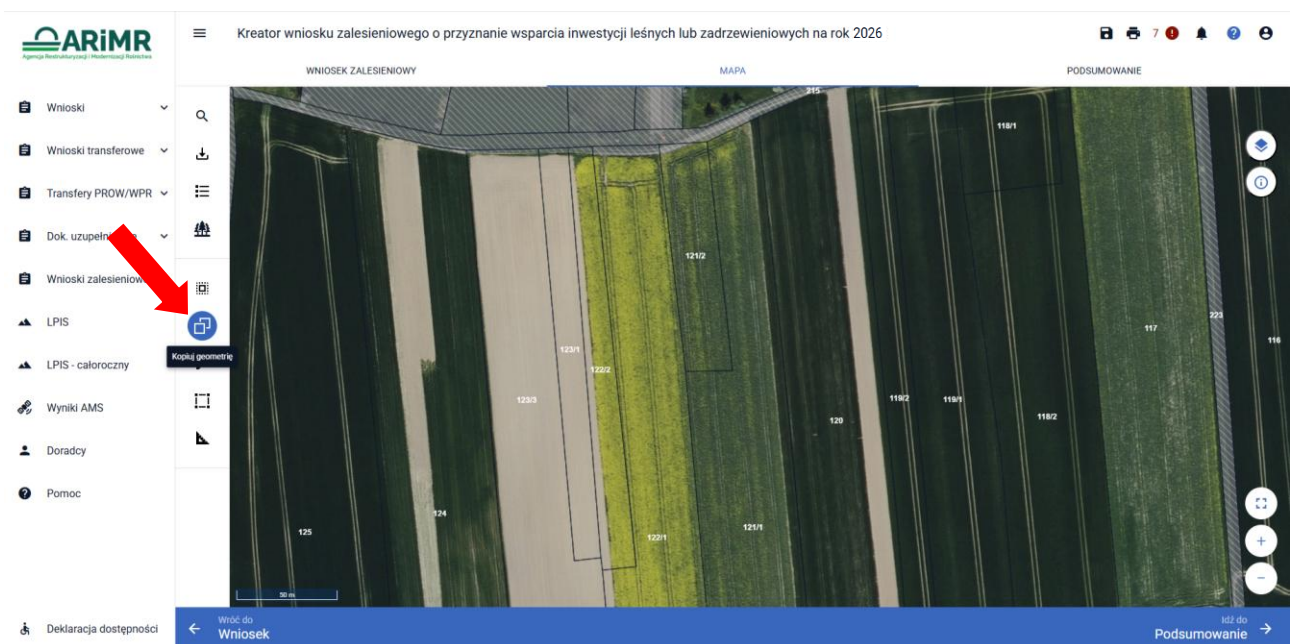 ARiMR
Agencja Restrukturyzacji i Modernizacji Rolnictwa
Kreator wniosku zalesieniowego o przyznanie wsparcia inwestycji leśnych lub zadrzewieniowych na rok 2026
7
WNIOSEK ZALESIENIOWY
MAPA
PODSUMOWANIE
Wnioski
Wnioski transferowe
Transfery PROW/WPR
Dok.
Wnioski
LPIS
LPIS - całoroczny
Wyniki AMS
Doradcy
Pomoc
Deklaracja dostępności
Kopiuj geometrię
215
118/1
121/2
223
117
116
123/1
122/2
123/3
119/2
119/1
118/2
120
124
125
122/1
121/1
50 m
Wróć do
Wniosek
Idź do
Podsumowanie